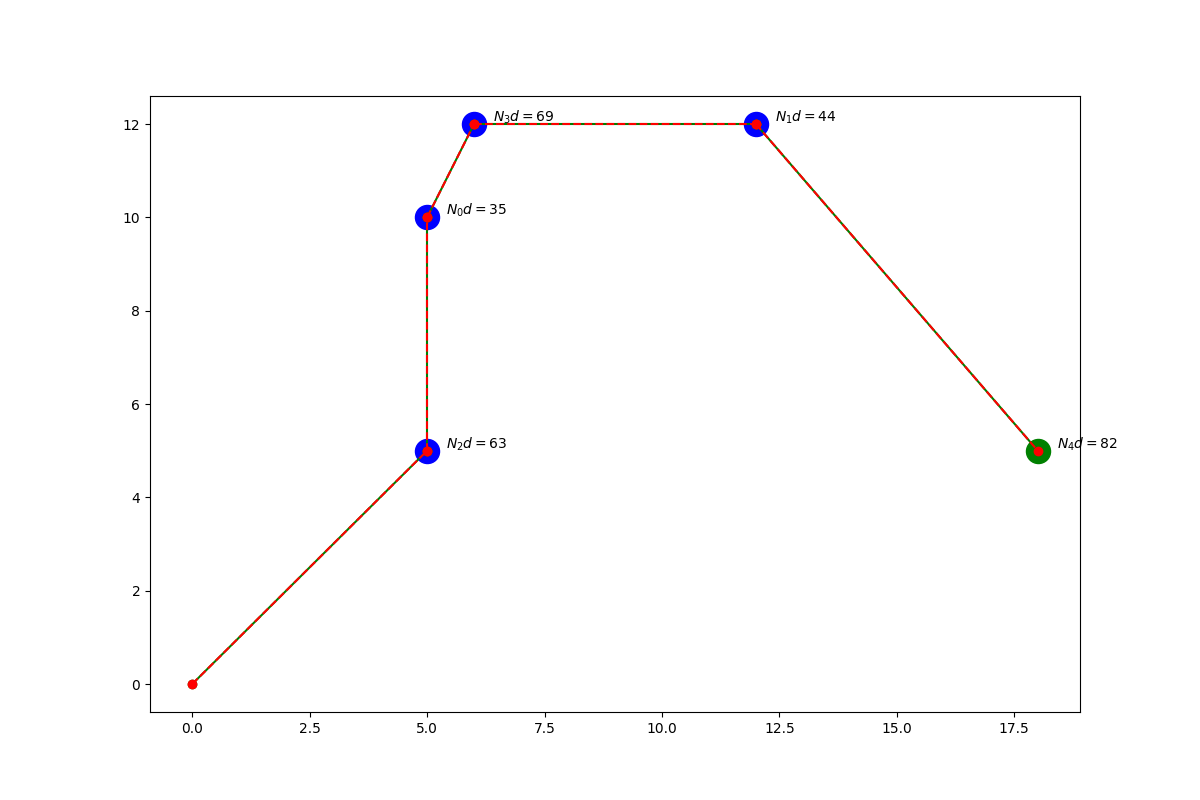 12
10
8
6
4
2
0
N₃d = 69
N₁d = 44
N₀d = 35
N₂d = 63
N₄d = 82
0.0 2.5 5.0 7.5 10.0 12.5 15.0 17.5